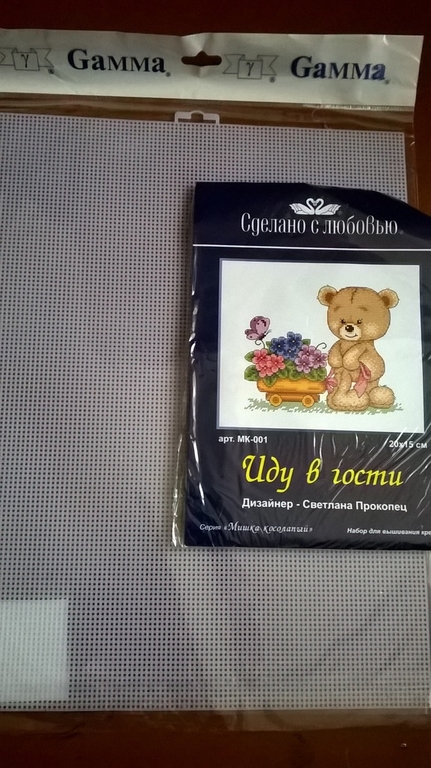 γ ® Gamma® γ ® Gamma®
Сделано с любовью®
арт. МК-001 20x15 см
Иду в гости
Дизайнер - Светлана Прокопец
Серия «Мишка косолапый» Набор для вышивания кре